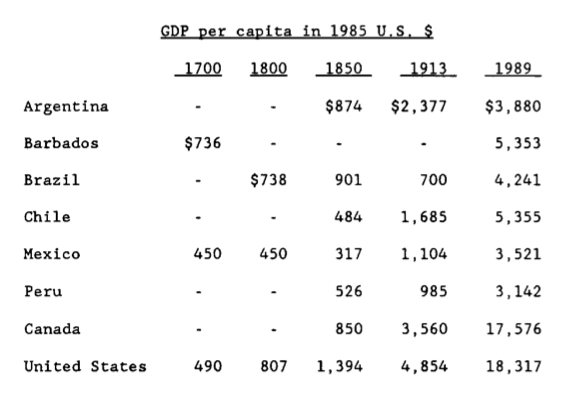 GDP per capita in 1985 U.S. $
1700 1800 1850 1913 1989
Argentina - - $874 $2,377 $3,880
Barbados $736 - - - 5,353
Brazil - $738 901 700 4,241
Chile - - 484 1,685 5,355
Mexico 450 450 317 1,104 3,521
Peru - - 526 985 3,142
Canada - - 850 3,560 17,576
United States 490 807 1,394 4,854 18,317